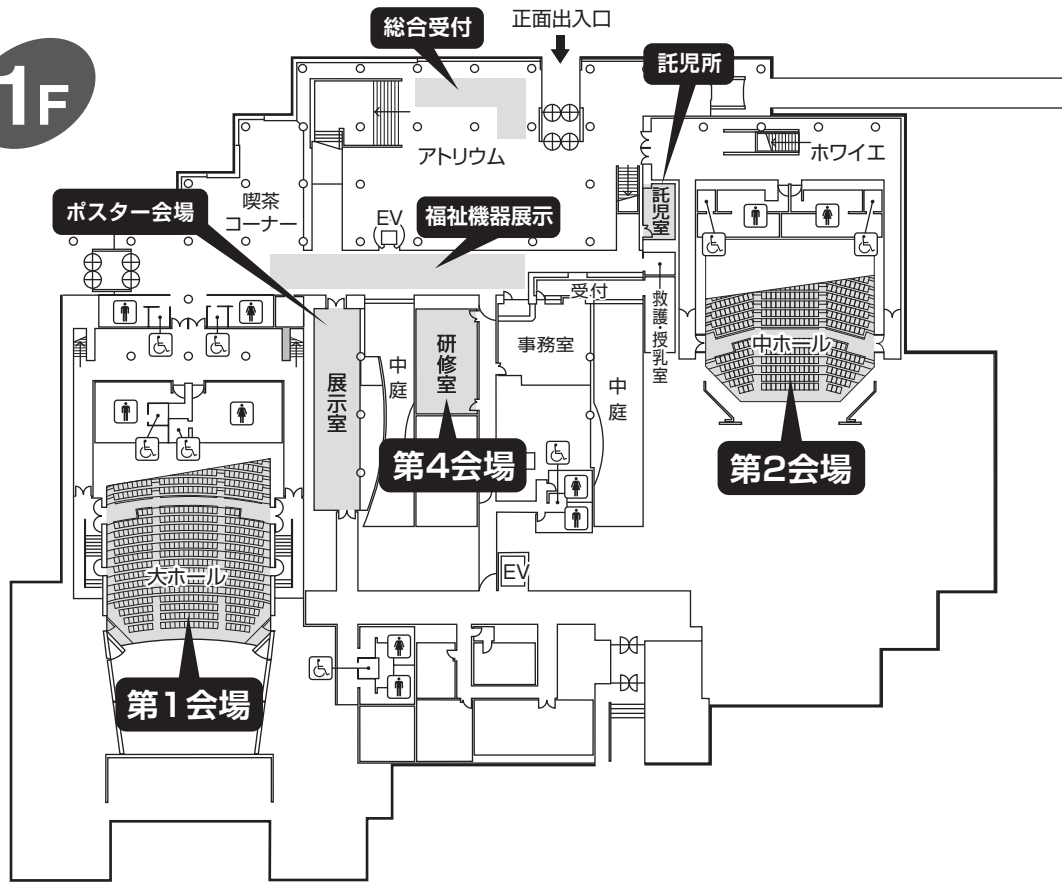 1F
総合受付
正面出入口
託児所
アトリウム
ホワイエ
喫茶
コーナー
ポスター会場
EV
福祉機器展示
託児室
受付
救護・授乳室
事務室
研修室
中庭
中庭
展示室
中ホール
第4会場
第2会場
大ホール
EV
第1会場